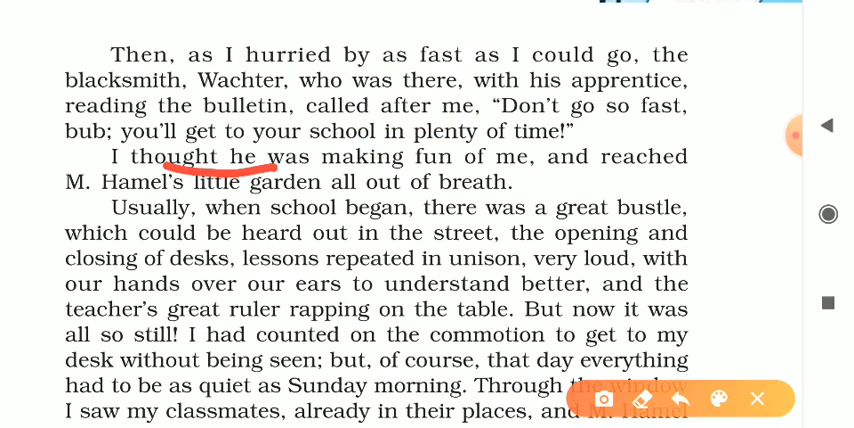 Then, as I hurried by as fast as I could go, the
blacksmith, Wachter, who was there, with his apprentice,
reading the bulletin, called after me, “Don’t go so fast,
bub; you’ll get to your school in plenty of time!”
I thought he was making fun of me, and reached
M. Hamel’s little garden all out of breath.
Usually, when school began, there was a great bustle,
which could be heard out in the street, the opening and
closing of desks, lessons repeated in unison, very loud, with
our hands over our ears to understand better, and the
teacher’s great ruler rapping on the table. But now it was
all so still! I had counted on the commotion to get to my
desk without being seen; but, of course, that day everything
had to be as quiet as Sunday morning. Through the window
I saw my classmates, already in their places, and M. Hamel